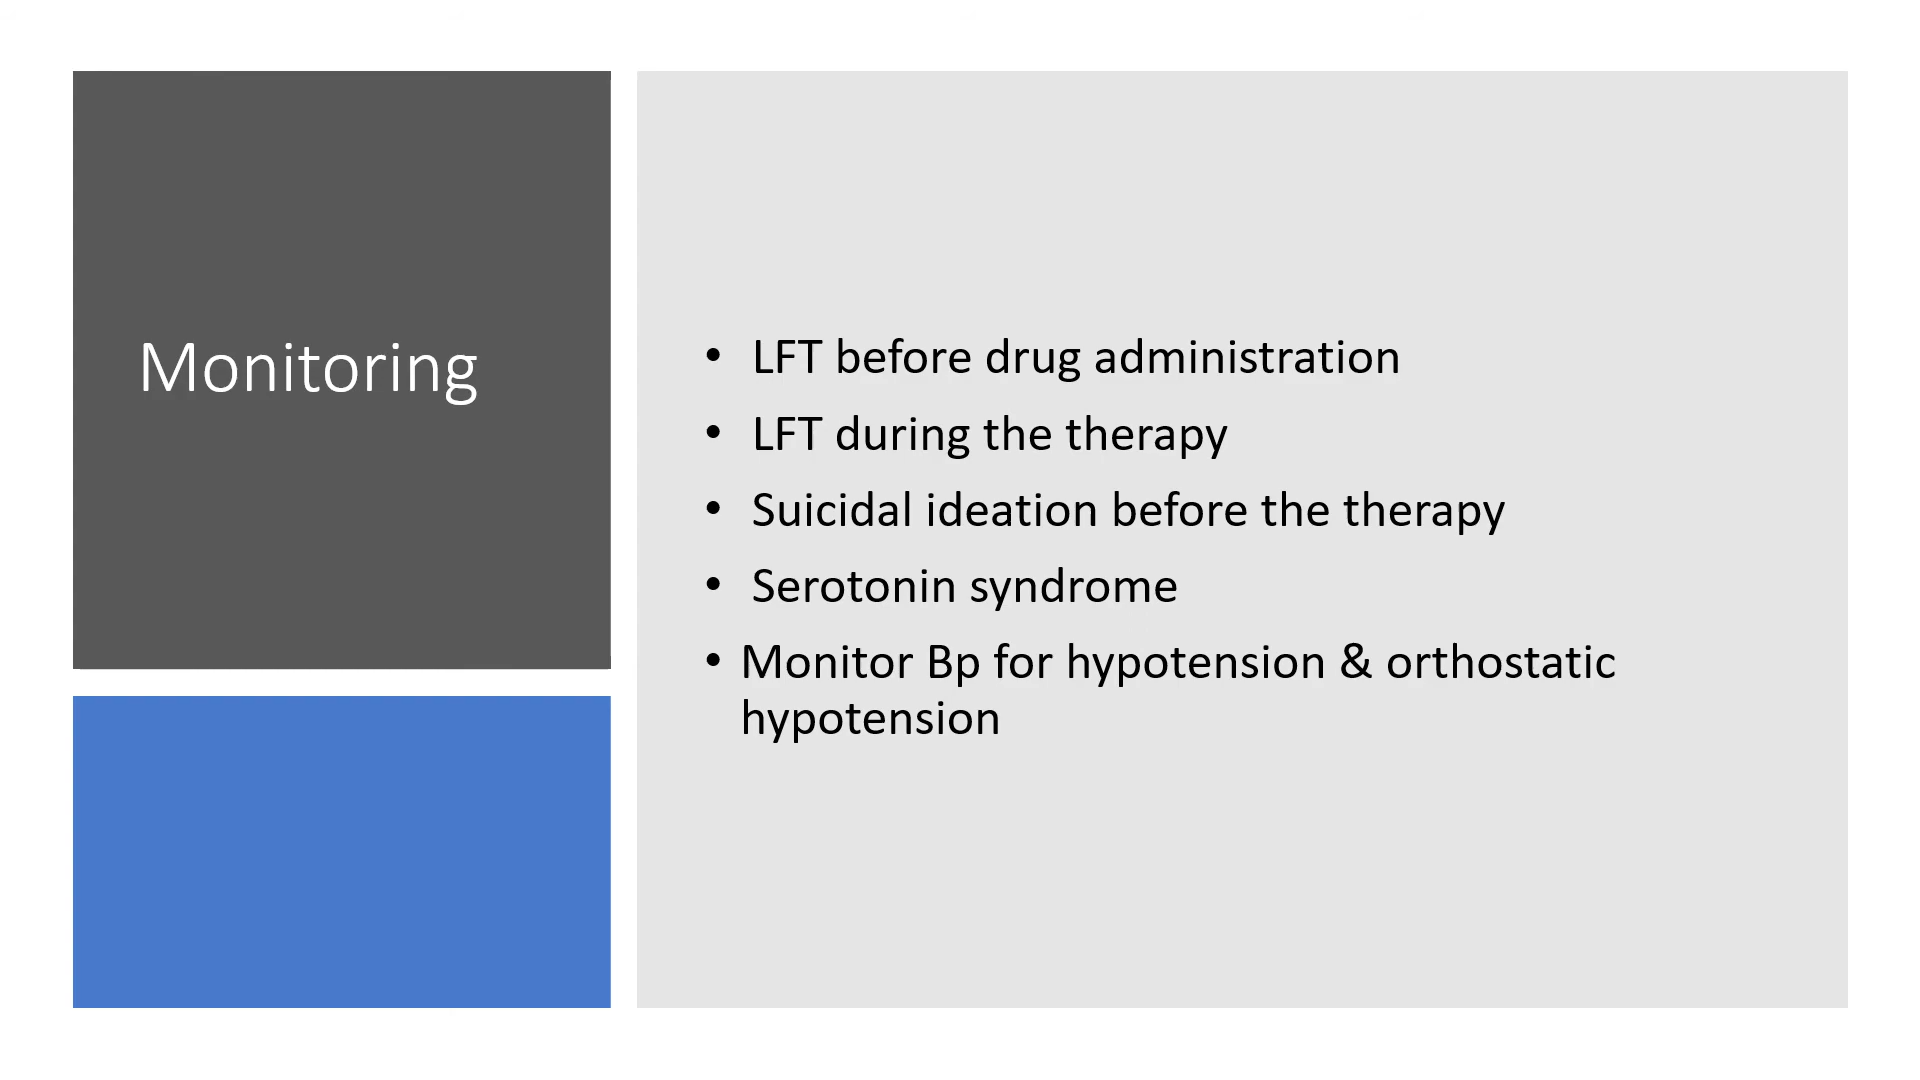 Monitoring
• LFT before drug administration
• LFT during the therapy
• Suicidal ideation before the therapy
• Serotonin syndrome
• Monitor Bp for hypotension & orthostatic
hypotension